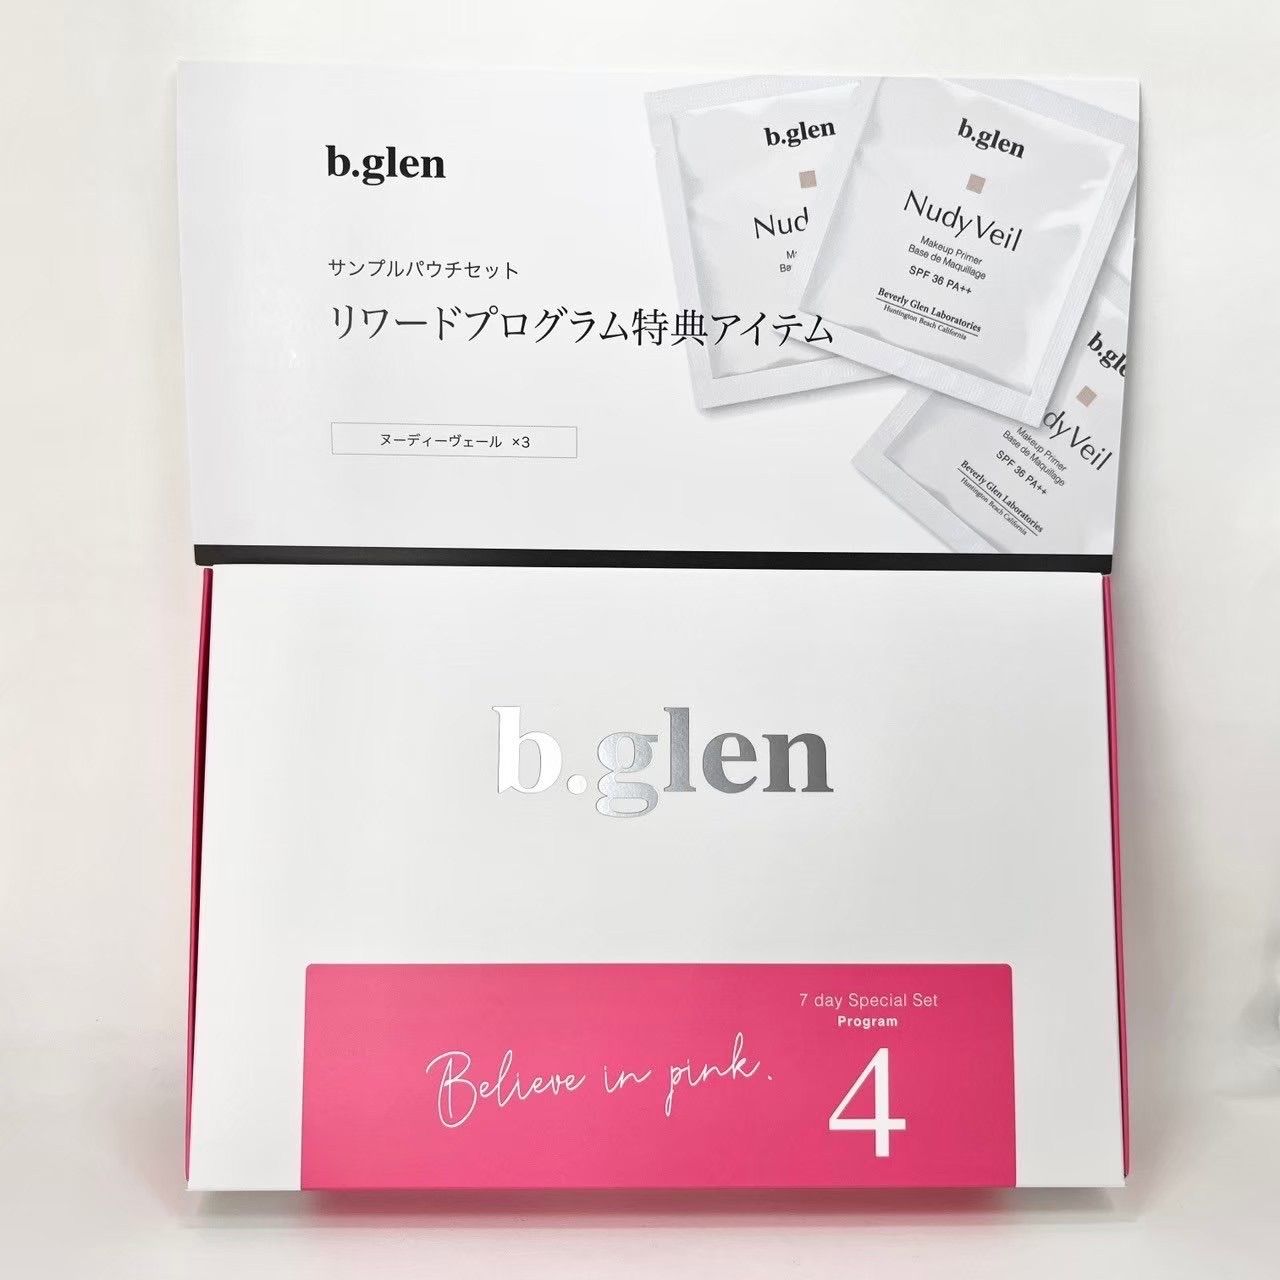 b.glen
サンプルパウチセット
リワードプログラム特典アイテム
ヌーディーヴェール ×3
b.glen
Nud
M
Ba
b.glen
NudyVeil
Makeup Primer
Base de Maquillage
SPF 36 PA++
Beverly Glen Laboratories
Huntington Beach California
b.gle
dyVeil
Makeup Primer
Base de Maquillage
SPF 36 PA++
Beverly Glen Laboratories
Huntington Beach California
b.glen
7 day Special Set
Program
4
Believe in pink.